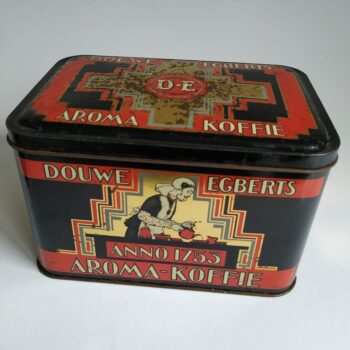 DOUWE EGBERTS
D·E
AROMA KOFFIE
DOUWE EGBERTS
ANNO 1753
AROMA-KOFFIE